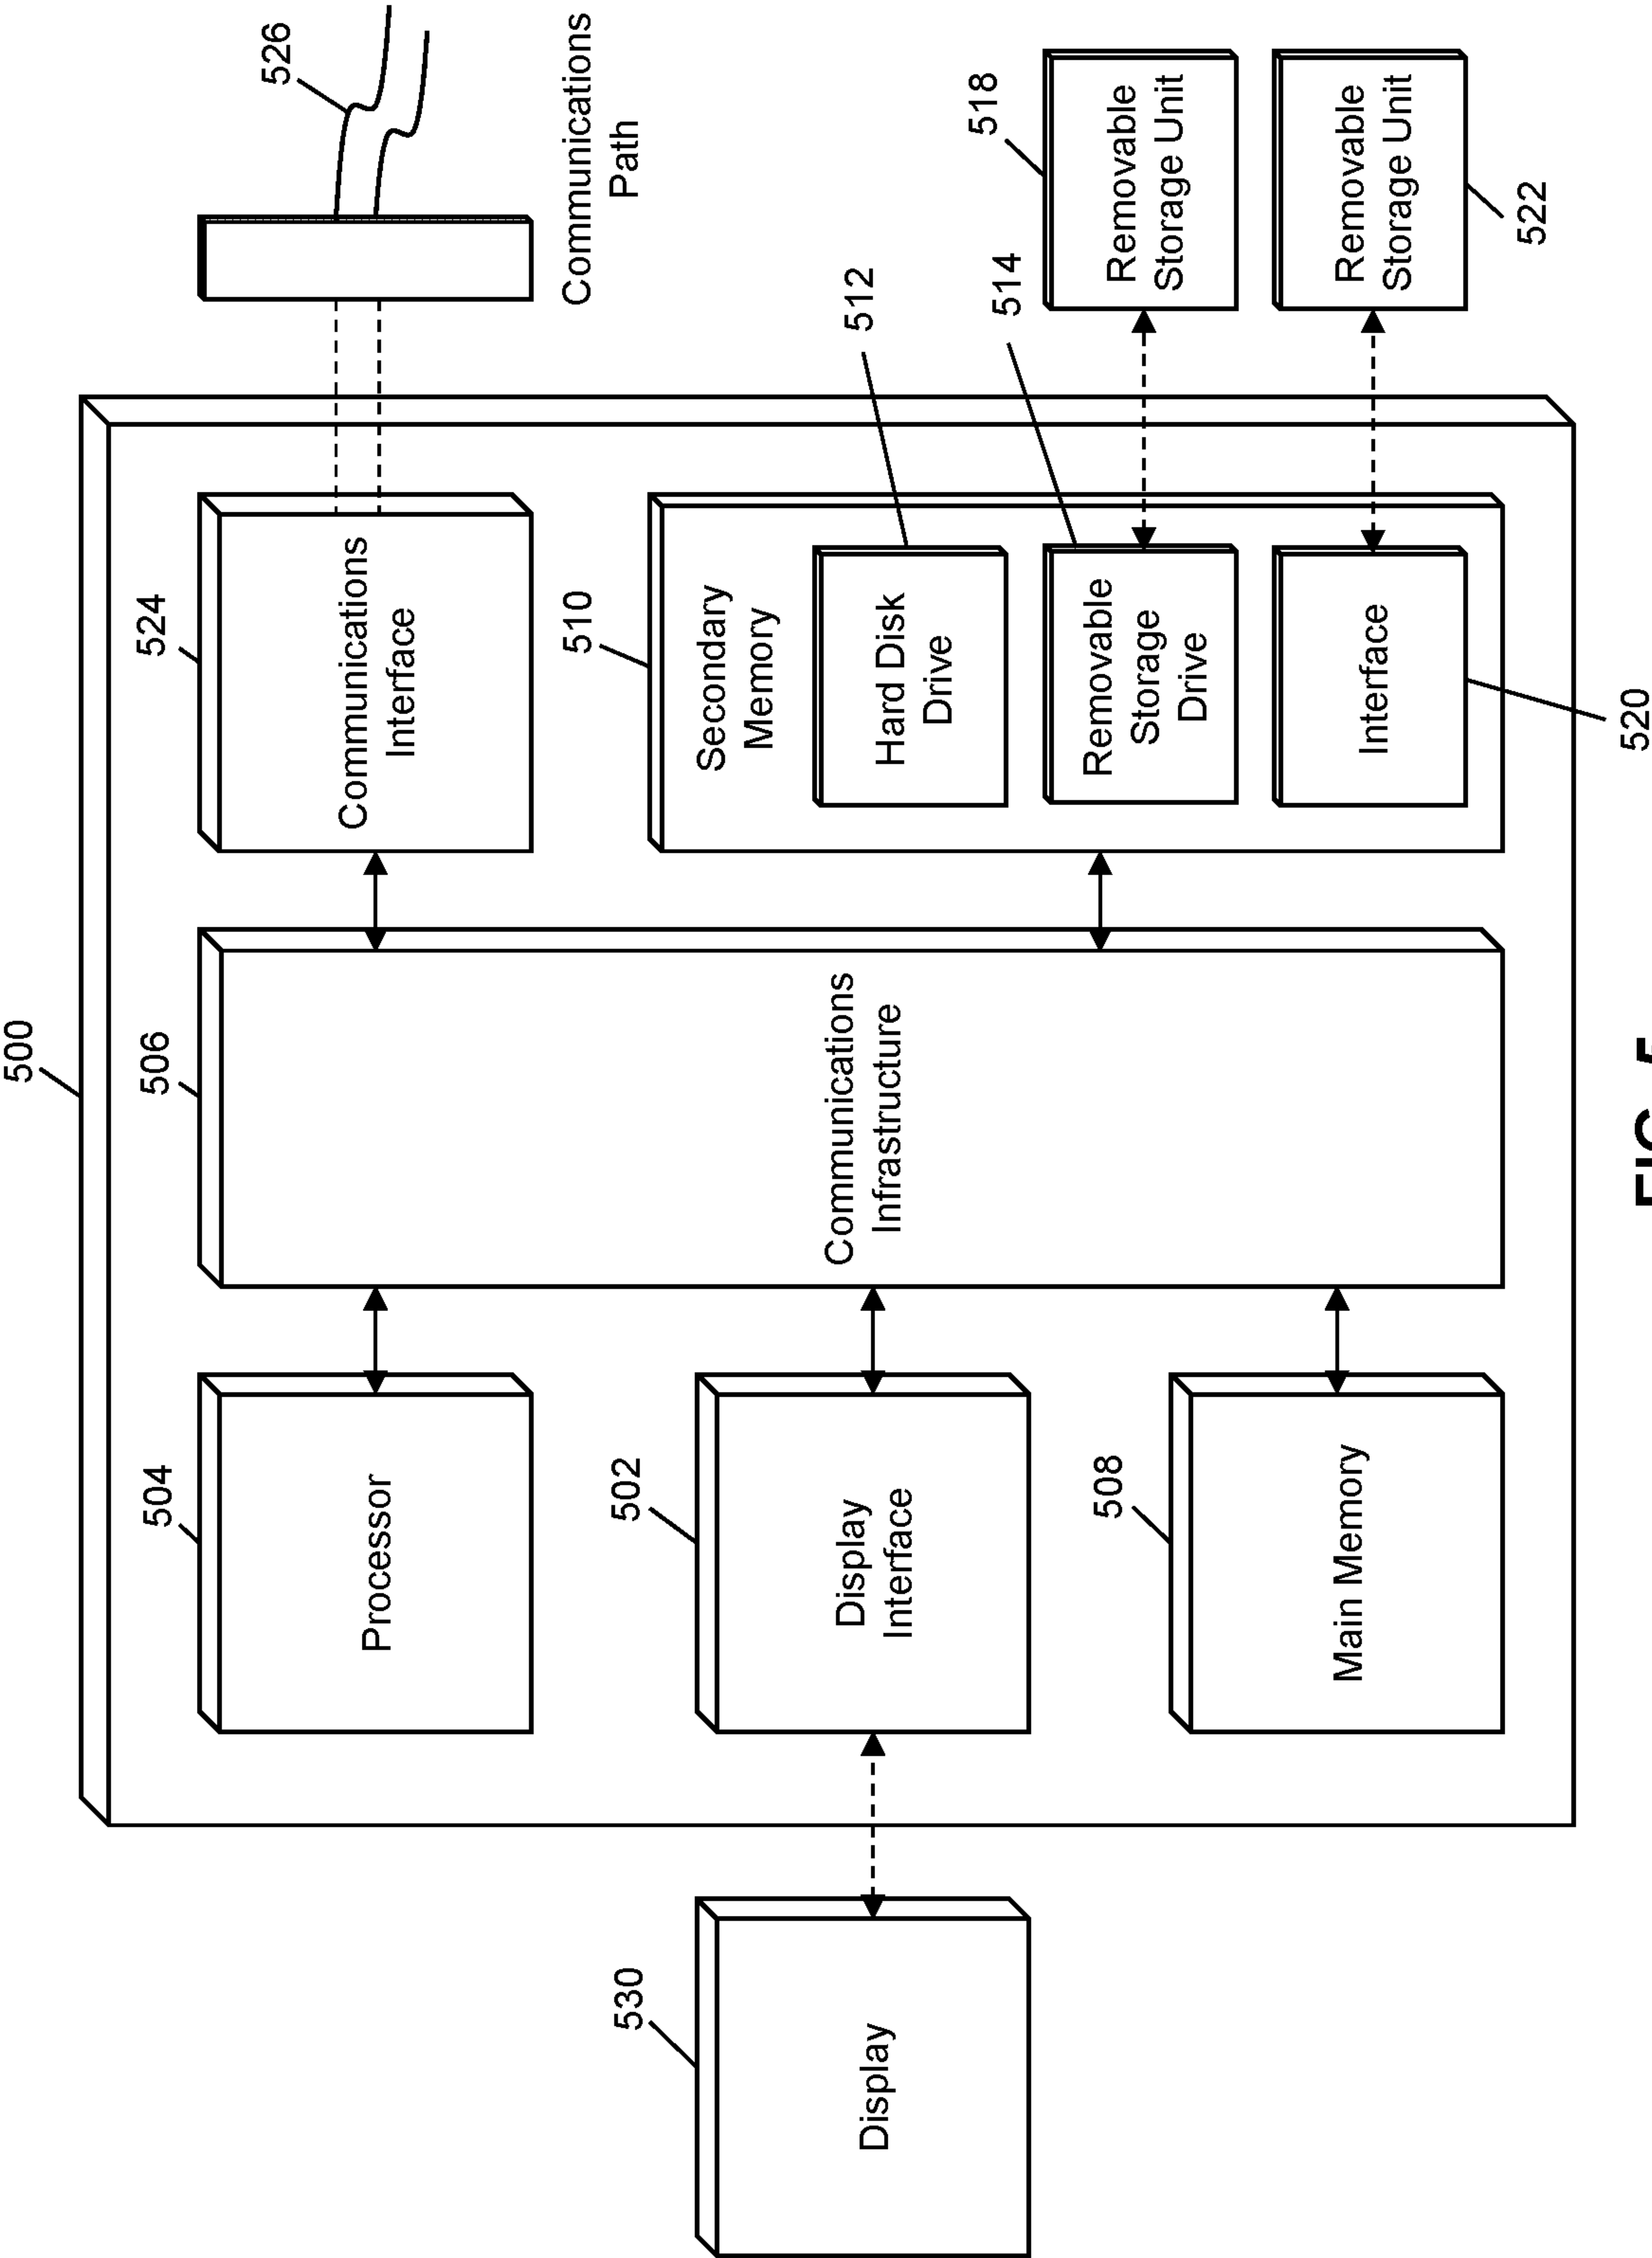 500
504
506
524
526
Processor
Communications
Interface
Communications
Path
530
502
510
Display
Display
Interface
Communications
Infrastructure
Secondary
Memory
512
Hard Disk
Drive
514
518
508
Removable
Storage
Drive
Removable
Storage Unit
Main Memory
Interface
Removable
Storage Unit
522
520